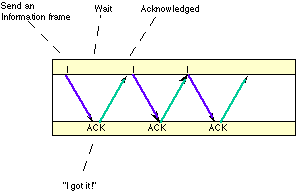 Send an
Information frame
Wait
Acknowledged
I
I
I
ACK
ACK
ACK
"I got it!"